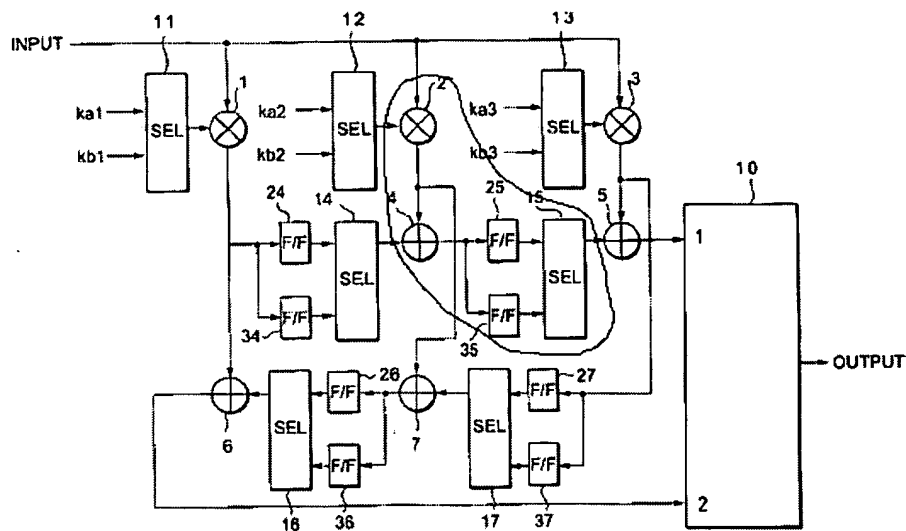 11
12
13
INPUT
1
2
3
ka1
ka2
ka3
SEL
SEL
SEL
kb1
kb2
kb3
10
24
14
4
25
15
5
F/F
F/F
1
SEL
SEL
F/F
F/F
34
35
OUTPUT
26
27
F/F
F/F
SEL
SEL
6
7
F/F
F/F
2
16
36
17
37